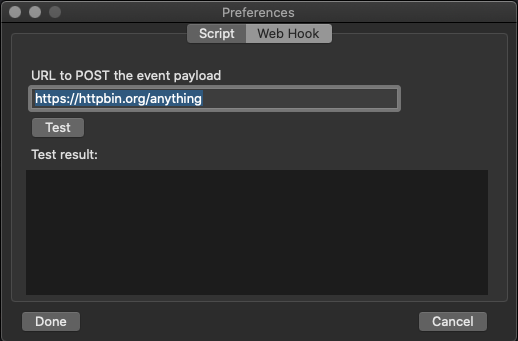 Preferences
Script Web Hook
URL to POST the event payload
https://httpbin.org/anything
Test
Test result:
Done Cancel